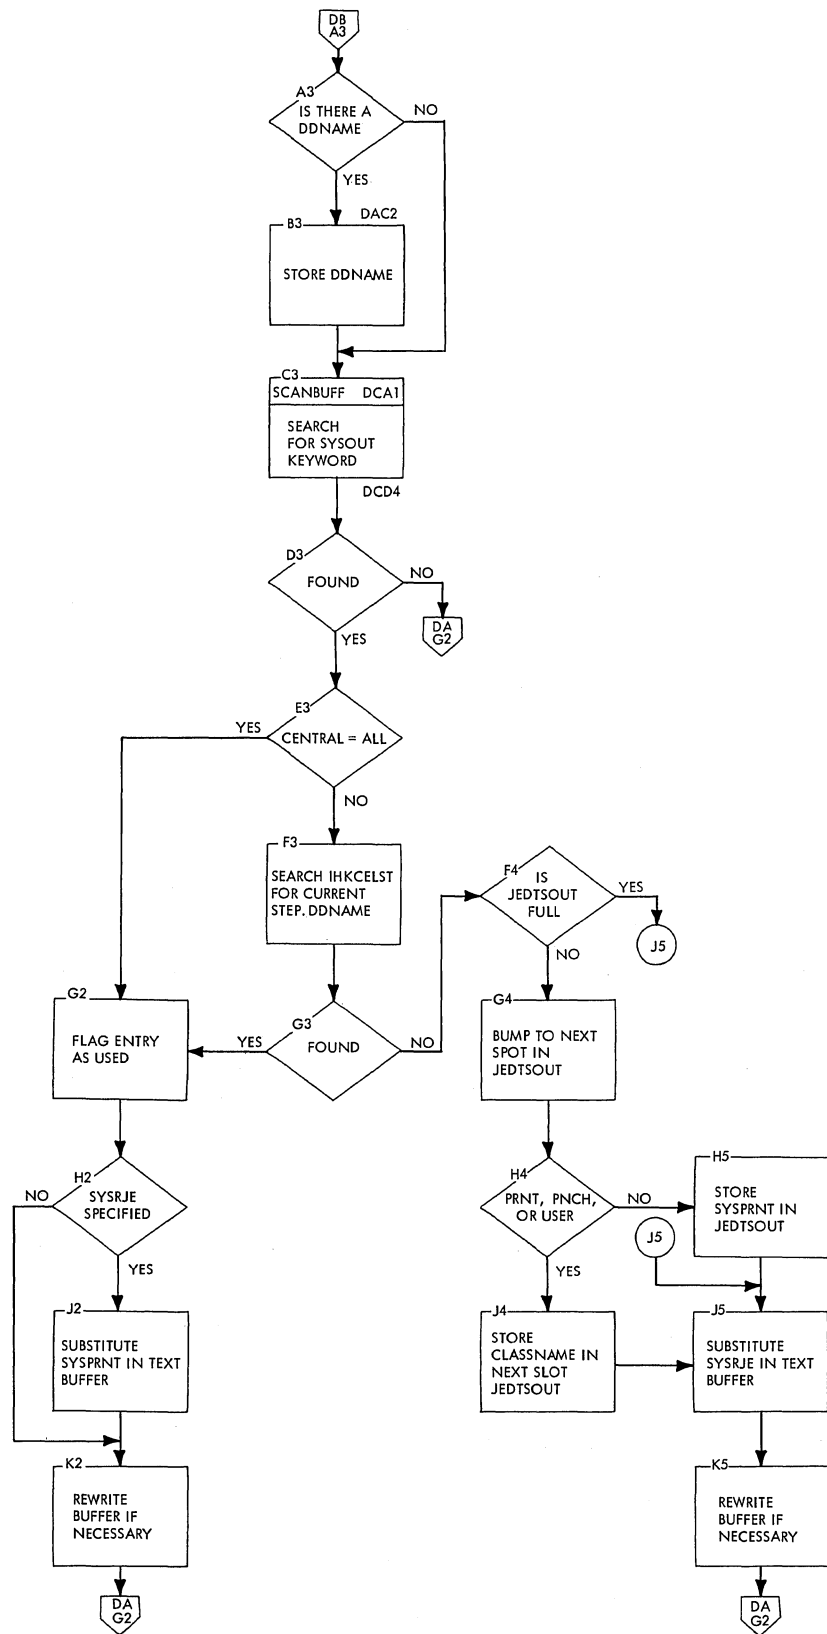 DB
A3
A3
IS THERE A
DDNAME
NO
YES
DAC2
B3
STORE DDNAME
C3
SCANBUFF DCA1
SEARCH
FOR SYSOUT
KEYWORD
DCD4
D3
FOUND
NO
DA
G2
YES
E3
CENTRAL = ALL
YES
NO
F3
SEARCH IHKCELST
FOR CURRENT
STEP. DDNAME
F4
IS
JEDTSOUT
FULL
YES
J5
NO
G2
FLAG ENTRY
AS USED
YES
G3
FOUND
NO
G4
BUMP TO NEXT
SPOT IN
JEDTSOUT
H2
SYSRJE
SPECIFIED
NO
YES
H4
PRNT, PNCH,
OR USER
NO
YES
H5
STORE
SYSPRNT IN
JEDTSOUT
J5
J2
SUBSTITUTE
SYSPRNT IN TEXT
BUFFER
J4
STORE
CLASSNAME IN
NEXT SLOT
JEDTSOUT
J5
SUBSTITUTE
SYSRJE IN TEXT
BUFFER
K2
REWRITE
BUFFER IF
NECESSARY
K5
REWRITE
BUFFER IF
NECESSARY
DA
G2
DA
G2